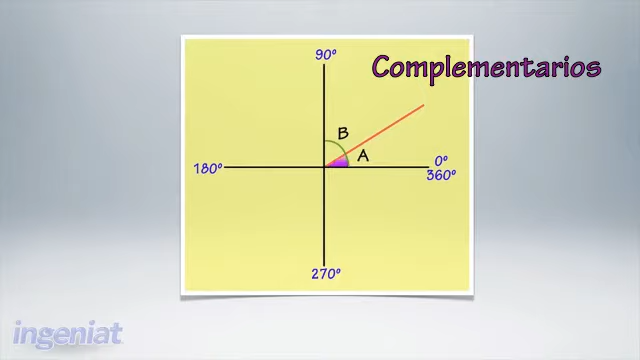 90º
Complementarios
B
A
180º
0º
360º
270º
ingeniat